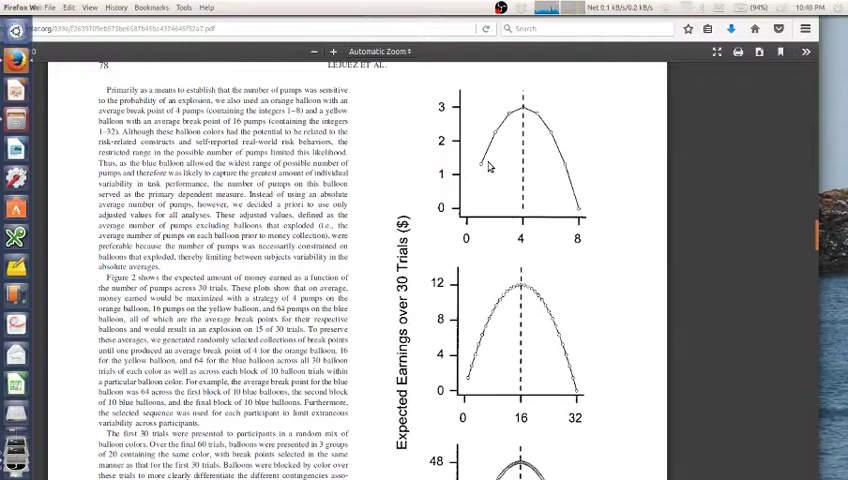 Firefox Web File Edit View History Bookmarks Tools Help
Net 0.1 kB/s/0.2 kB/s
(94%)
10:40 PM
Search
Automatic Zoom
78
LEJUEZ ET AL.
Primarily as a means to establish that the number of pumps was sensitive
to the probability of an explosion, we also used an orange balloon with an
average break point of 4 pumps (containing the integers 1–8) and a yellow
balloon with an average break point of 16 pumps (containing the integers
1–32). Although these balloon colors had the potential to be related to the
risk-related constructs and self-reported real-world risk behaviors, the
restricted range in the possible number of pumps limited this likelihood.
Thus, as the blue balloon allowed the widest range of possible number of
pumps and therefore was likely to capture the greatest amount of individual
variability in task performance, the number of pumps on this balloon
served as the primary dependent measure. Instead of using an absolute
average number of pumps, however, we decided a priori to use only
adjusted values for all analyses. These adjusted values, defined as the
average number of pumps excluding balloons that exploded (i.e., the
average number of pumps on each balloon prior to money collection), were
preferable because the number of pumps was necessarily constrained on
balloons that exploded, thereby limiting between subjects variability in the
absolute averages.
Figure 2 shows the expected amount of money earned as a function of
the number of pumps across 30 trials. These plots show that on average,
money earned would be maximized with a strategy of 4 pumps on the
orange balloon, 16 pumps on the yellow balloon, and 64 pumps on the blue
balloon, all of which are the average break points for their respective
balloons and would result in an explosion on 15 of 30 trials. To preserve
these averages, we generated randomly selected collections of break points
until one produced an average break point of 4 for the orange balloon, 16
for the yellow balloon, and 64 for the blue balloon across all 30 balloon
trials of each color as well as across each block of 10 balloon trials within
a particular balloon color. For example, the average break point for the blue
balloon was 64 across the first block of 10 blue balloons, the second block
of 10 blue balloons, and the final block of 10 blue balloons. Furthermore,
the selected sequence was used for each participant to limit extraneous
variability across participants.
The first 30 trials were presented to participants in a random mix of
balloon colors. Over the final 60 trials, balloons were presented in 3 groups
of 20 containing the same color, with break points selected in the same
manner as that for the first 30 trials. Balloons were blocked by color over
these trials to more clearly differentiate the different contingencies asso-
Expected Earnings over 30 Trials ($)
3
2
1
0
0 4 8
12
8
4
0
0 16 32
48